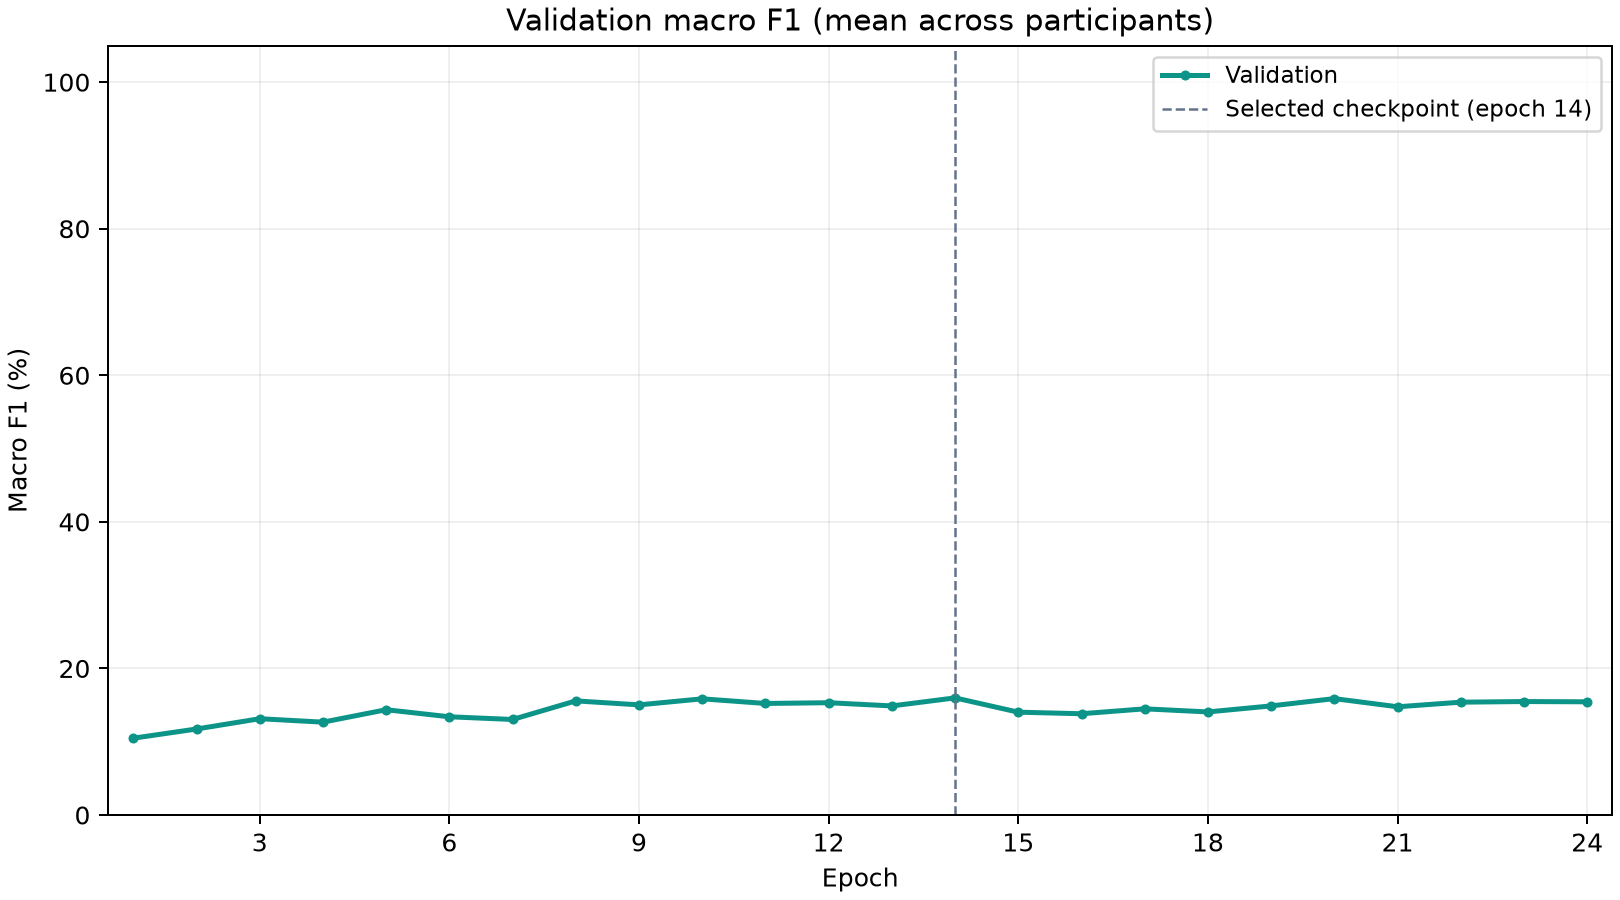 Validation macro F1 (mean across participants)
Validation
Selected checkpoint (epoch 14)
Macro F1 (%)
100
80
60
40
20
0
3 6 9 12 15 18 21 24
Epoch